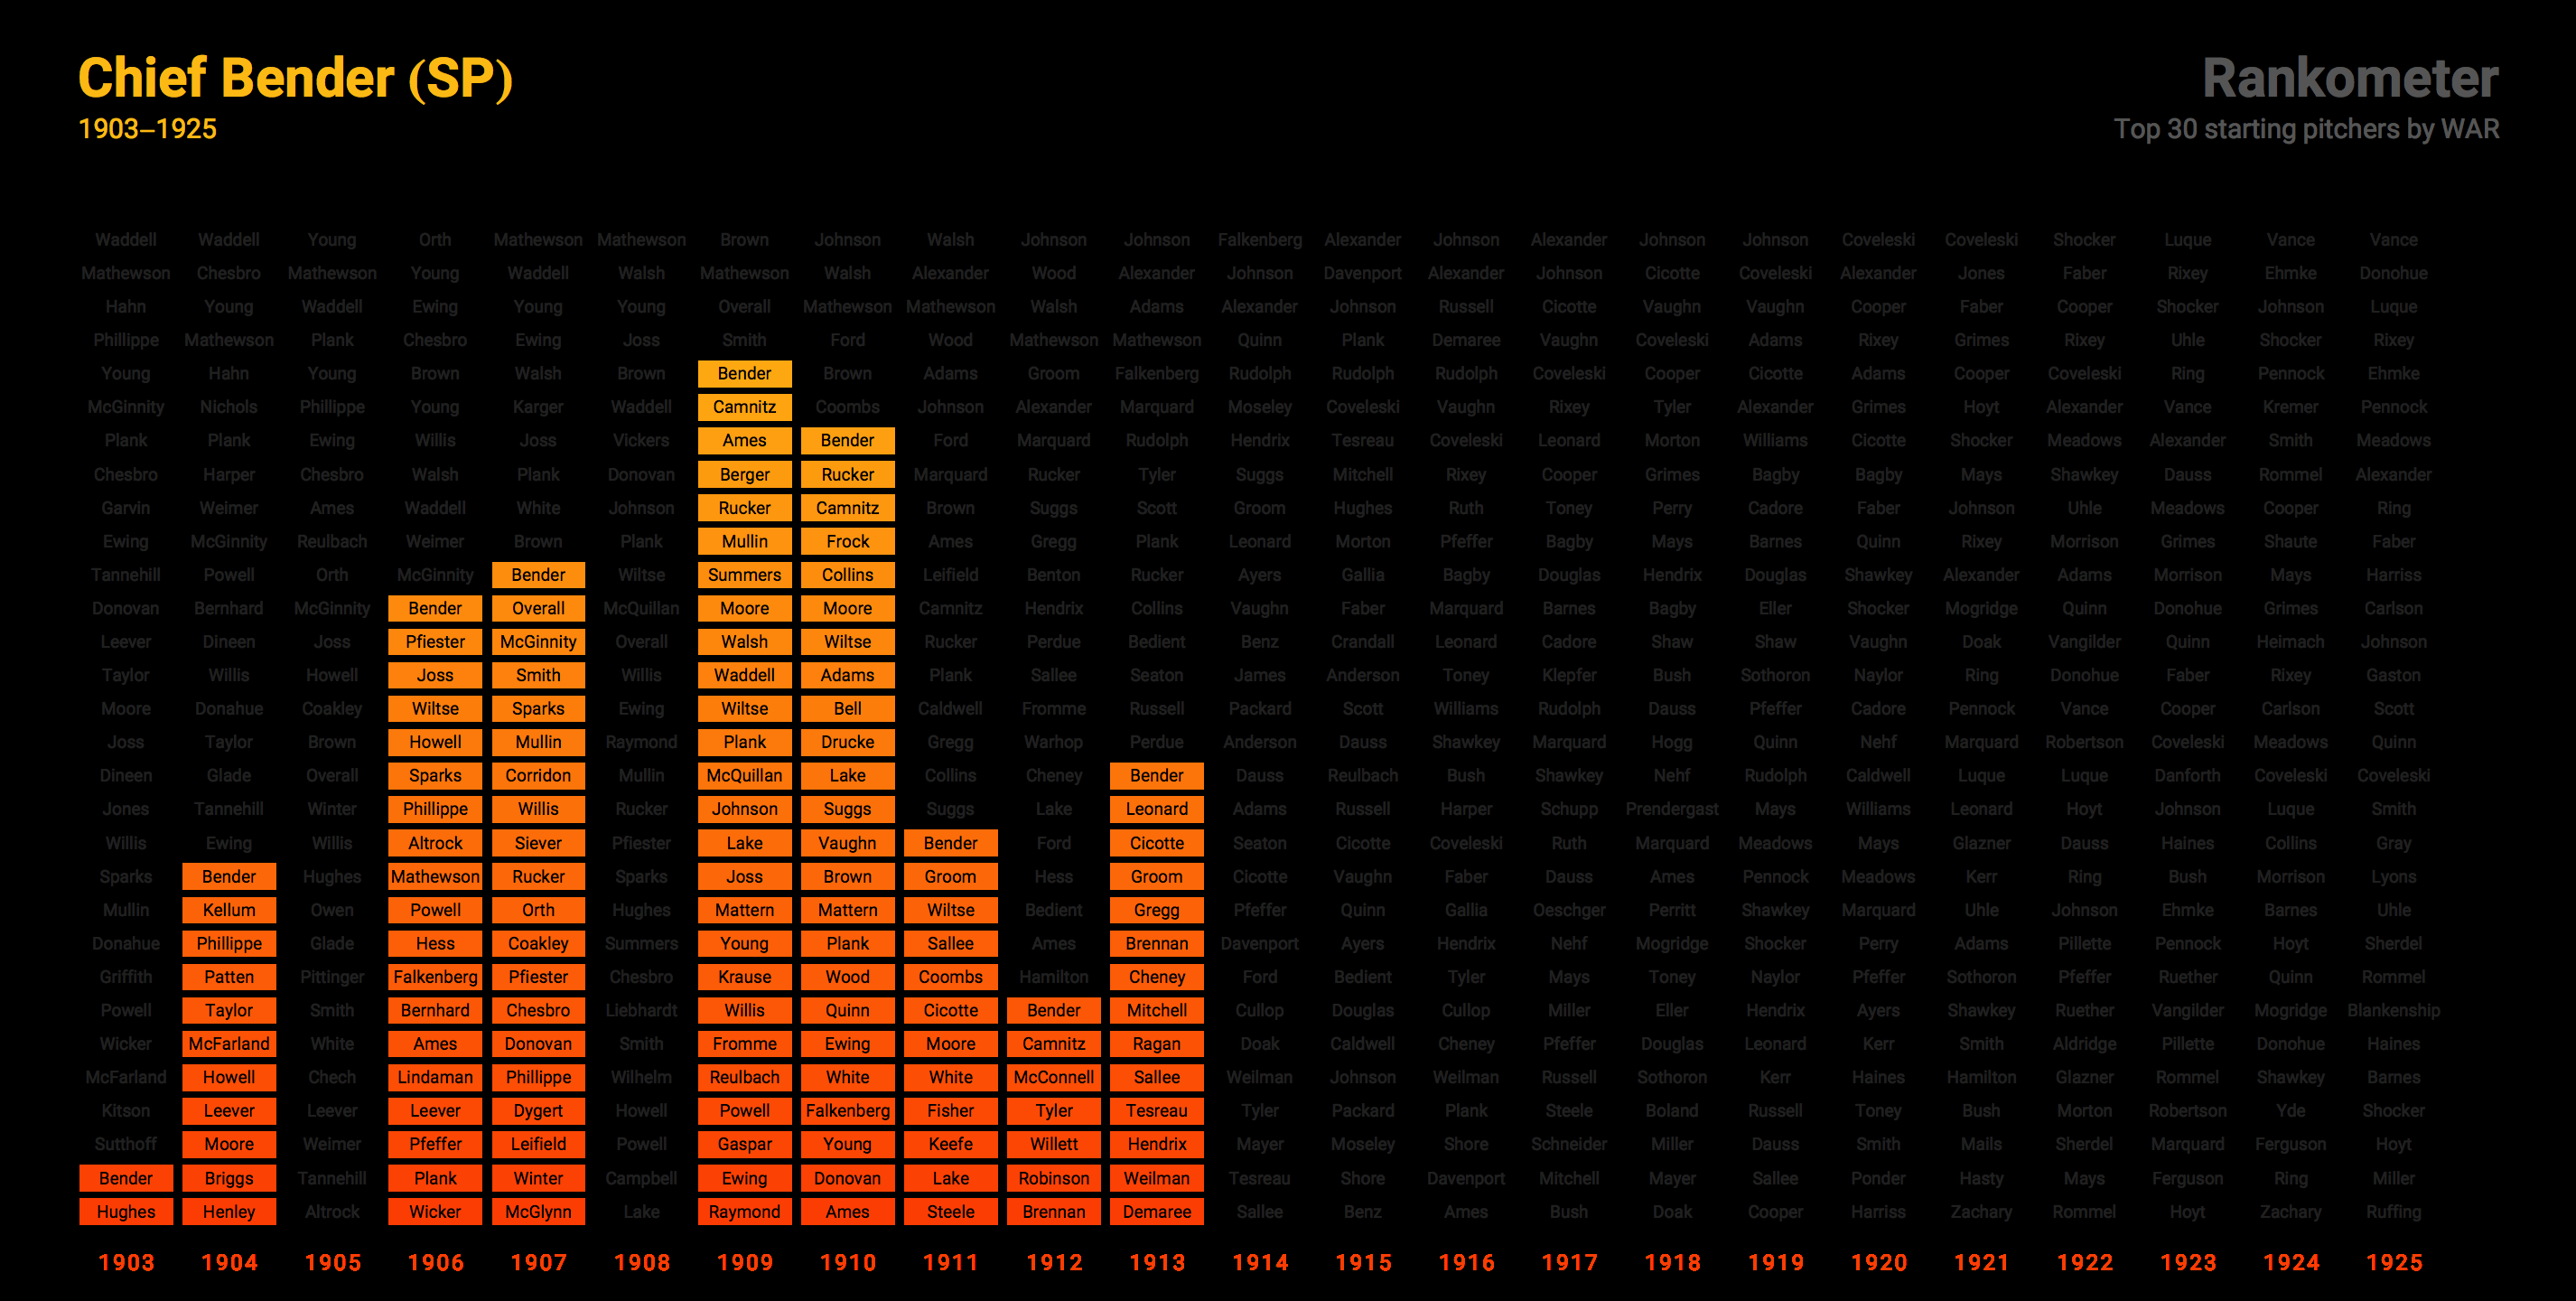 Chief Bender (SP)
1903–1925
Rankometer
Top 30 starting pitchers by WAR
Waddell Waddell Young Orth Mathewson Mathewson Brown Johnson Walsh Johnson Johnson Falkenberg Alexander Johnson Alexander Johnson Johnson Coveleski Coveleski Shocker Luque Vance Vance
Mathewson Chesbro Mathewson Young Waddell Walsh Mathewson Walsh Alexander Wood Alexander Johnson Davenport Alexander Johnson Cicotte Coveleski Alexander Jones Faber Rixey Ehmke Donohue
Hahn Young Waddell Ewing Young Young Overall Mathewson Mathewson Walsh Adams Alexander Johnson Russell Cicotte Vaughn Vaughn Cooper Faber Cooper Shocker Johnson Luque
Phillippe Mathewson Plank Chesbro Ewing Joss Smith Ford Wood Mathewson Mathewson Quinn Plank Demaree Vaughn Coveleski Adams Rixey Grimes Rixey Uhle Shocker Rixey
Young Hahn Young Brown Walsh Brown Bender Brown Adams Groom Falkenberg Rudolph Rudolph Rudolph Coveleski Cooper Cicotte Adams Cooper Coveleski Ring Pennock Ehmke
McGinnity Nichols Phillippe Young Karger Waddell Camnitz Coombs Johnson Alexander Marquard Moseley Coveleski Vaughn Rixey Tyler Alexander Grimes Hoyt Alexander Vance Kremer Pennock
Plank Plank Ewing Willis Joss Vickers Ames Bender Ford Marquard Rudolph Hendrix Tesreau Coveleski Leonard Morton Williams Cicotte Shocker Meadows Alexander Smith Meadows
Chesbro Harper Chesbro Walsh Plank Donovan Berger Rucker Marquard Rucker Tyler Suggs Mitchell Rixey Cooper Grimes Bagby Bagby Mays Shawkey Dauss Rommel Alexander
Garvin Weimer Ames Waddell White Johnson Rucker Camnitz Brown Suggs Scott Groom Hughes Ruth Toney Perry Cadore Faber Johnson Uhle Meadows Cooper Ring
Ewing McGinnity Reulbach Weimer Brown Plank Mullin Frock Ames Gregg Plank Leonard Morton Pfeffer Bagby Mays Barnes Quinn Rixey Morrison Grimes Shaute Faber
Tannehill Powell Orth McGinnity Bender Wiltse Summers Collins Leifield Benton Rucker Ayers Gallia Bagby Douglas Hendrix Douglas Shawkey Alexander Adams Morrison Mays Harriss
Donovan Bernhard McGinnity Bender Overall McQuillan Moore Moore Camnitz Hendrix Collins Vaughn Faber Marquard Barnes Bagby Eller Shocker Mogridge Quinn Donohue Grimes Carlson
Leever Dineen Joss Pfiester McGinnity Overall Walsh Wiltse Rucker Perdue Bedient Benz Crandall Leonard Cadore Shaw Shaw Vaughn Doak Vangilder Quinn Heimach Johnson
Taylor Willis Howell Joss Smith Willis Waddell Adams Plank Sallee Seaton James Anderson Toney Klepfer Bush Sothoron Naylor Ring Donohue Faber Rixey Gaston
Moore Donahue Coakley Wiltse Sparks Ewing Wiltse Bell Caldwell Fromme Russell Packard Scott Williams Rudolph Dauss Pfeffer Cadore Pennock Vance Cooper Carlson Scott
Joss Taylor Brown Howell Mullin Raymond Plank Drucke Gregg Warhop Perdue Anderson Dauss Shawkey Marquard Hogg Quinn Nehf Marquard Robertson Coveleski Meadows Quinn
Dineen Glade Overall Sparks Corridon Mullin McQuillan Lake Collins Cheney Bender Dauss Reulbach Bush Shawkey Nehf Rudolph Caldwell Luque Luque Danforth Coveleski Coveleski
Jones Tannehill Winter Phillippe Willis Rucker Johnson Suggs Suggs Lake Leonard Adams Russell Harper Schupp Prendergast Mays Williams Leonard Hoyt Johnson Luque Smith
Willis Ewing Willis Altrock Siever Pfiester Lake Vaughn Bender Ford Cicotte Seaton Cicotte Coveleski Ruth Marquard Meadows Mays Glazner Dauss Haines Collins Gray
Sparks Bender Hughes Mathewson Rucker Sparks Joss Brown Groom Hess Groom Cicotte Vaughn Faber Dauss Ames Pennock Meadows Kerr Ring Bush Morrison Lyons
Mullin Kellum Owen Powell Orth Hughes Mattern Mattern Wiltse Bedient Gregg Pfeffer Quinn Gallia Oeschger Perritt Shawkey Marquard Uhle Johnson Ehmke Barnes Uhle
Donahue Phillippe Glade Hess Coakley Summers Young Plank Sallee Ames Brennan Davenport Ayers Hendrix Nehf Mogridge Shocker Perry Adams Pillette Pennock Hoyt Sherdel
Griffith Patten Pittinger Falkenberg Pfiester Chesbro Krause Wood Coombs Hamilton Cheney Ford Bedient Tyler Mays Toney Naylor Pfeffer Sothoron Pfeffer Ruether Quinn Rommel
Powell Taylor Smith Bernhard Chesbro Liebhardt Willis Quinn Cicotte Bender Mitchell Cullop Douglas Cullop Miller Eller Hendrix Ayers Shawkey Ruether Vangilder Mogridge Blankenship
Wicker McFarland White Ames Donovan Smith Fromme Ewing Moore Camnitz Ragan Doak Caldwell Cheney Pfeffer Douglas Leonard Kerr Smith Aldridge Pillette Donohue Haines
McFarland Howell Chech Lindaman Phillippe Wilhelm Reulbach White White McConnell Sallee Weilman Johnson Weilman Russell Sothoron Kerr Haines Hamilton Glazner Rommel Shawkey Barnes
Kitson Leever Leever Leever Dygert Howell Powell Falkenberg Fisher Tyler Tesreau Tyler Packard Plank Steele Boland Russell Toney Bush Morton Robertson Yde Shocker
Sutthoff Moore Weimer Pfeffer Leifield Powell Gaspar Young Keefe Willett Hendrix Mayer Moseley Shore Schneider Miller Dauss Smith Mails Sherdel Marquard Ferguson Hoyt
Bender Briggs Tannehill Plank Winter Campbell Ewing Donovan Lake Robinson Weilman Tesreau Shore Davenport Mitchell Mayer Sallee Ponder Hasty Mays Ferguson Ring Miller
Hughes Henley Altrock Wicker McGlynn Lake Raymond Ames Steele Brennan Demaree Sallee Benz Ames Bush Doak Cooper Harriss Zachary Rommel Hoyt Zachary Ruffing
1903 1904 1905 1906 1907 1908 1909 1910 1911 1912 1913 1914 1915 1916 1917 1918 1919 1920 1921 1922 1923 1924 1925